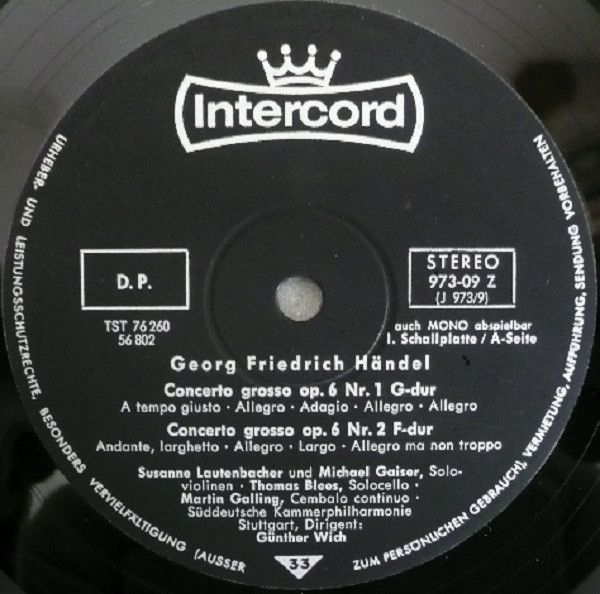 Intercord
URHEBER- UND LEISTUNGSSCHUTZRECHTE, BESONDERS VERVIELFÄLTIGUNG (AUSSER ZUM PERSÖNLICHEN GEBRAUCH), VERMIETUNG, AUFFÜHRUNG, SENDUNG VORBEHALTEN
D. P.
STEREO
973-09 Z
(J 973/9)
TST 76 260
56 802
auch MONO abspielbar
I. Schallplatte / A-Seite
Georg Friedrich Händel
Concerto grosso op. 6 Nr. 1 G-dur
A tempo giusto · Allegro · Adagio · Allegro · Allegro
Concerto grosso op. 6 Nr. 2 F-dur
Andante, larghetto · Allegro · Largo · Allegro ma non troppo
Susanne Lautenbacher und Michael Gaiser, Solo-
violinen · Thomas Blees, Solocello ·
Martin Galling, Cembalo continuo ·
Süddeutsche Kammerphilharmonie
Stuttgart, Dirigent:
Günther Wich
33